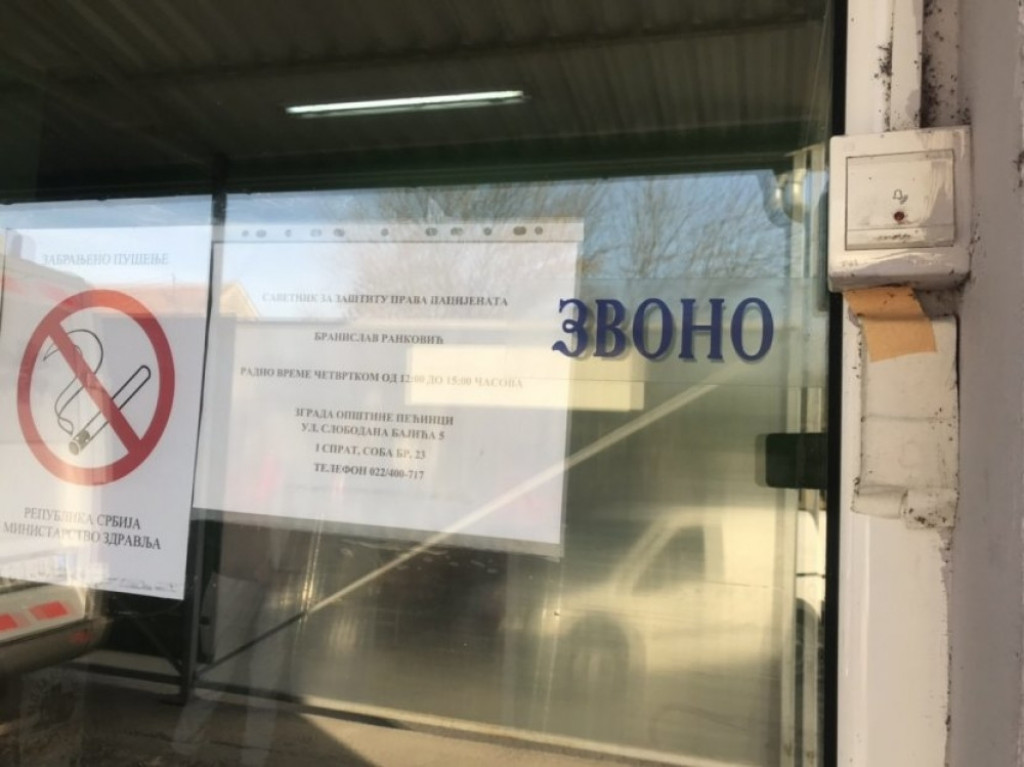 ЗАБРАЊЕНО ПУШЕЊЕ
РЕПУБЛИКА СРБИЈА
МИНИСТАРСТВО ЗДРАВЉА
САВЕТНИК ЗА ЗАШТИТУ ПРАВА ПАЦИЈЕНАТА
БРАНИСЛАВ РАНКОВИЋ
РАДНО ВРЕМЕ ЧЕТВРТКОМ ОД 12:00 ДО 15:00 ЧАСОВА
ЗГРАДА ОПШТИНЕ ПЕЋИНЦИ
УЛ. СЛОБОДАНА БАЈИЋА 5
I СПРАТ, СОБА БР. 23
ТЕЛЕФОН 022/400-717
ЗВОНО